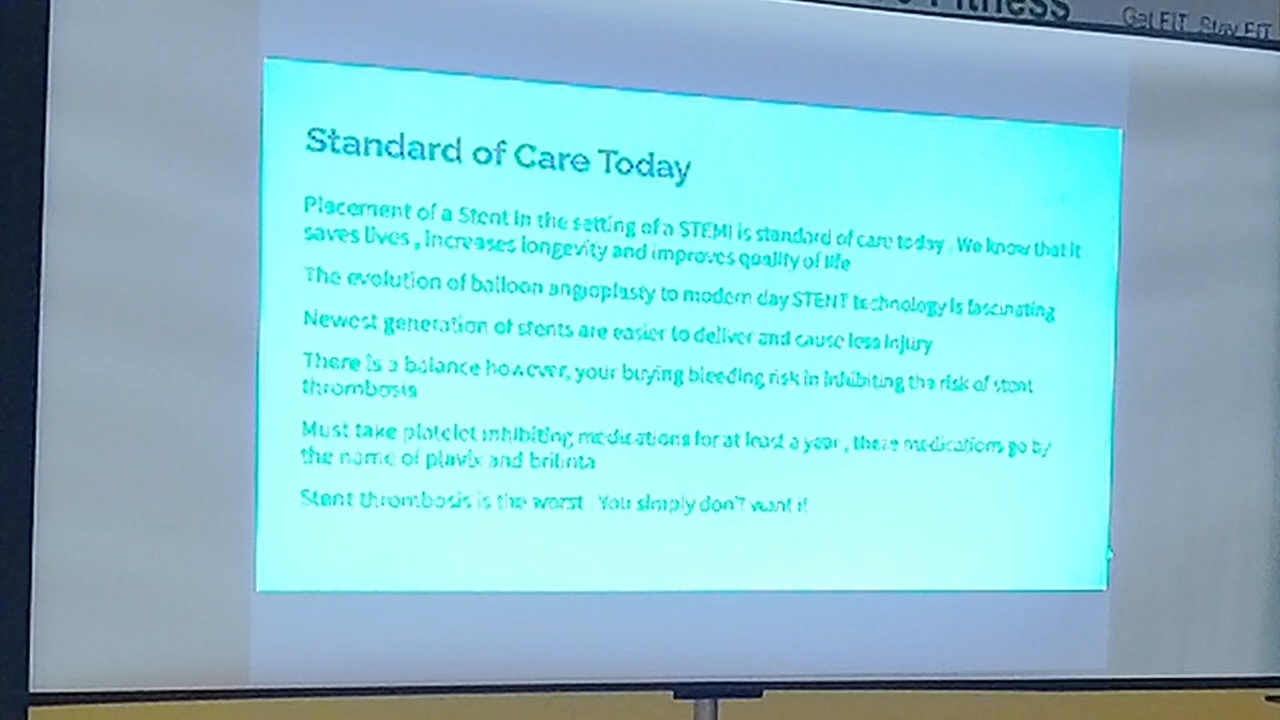 Fitness
Get FIT Stay FIT
Standard of Care Today
Placement of a Stent in the setting of a STEMI is standard of care today . We know that it
saves lives , increases longevity and improves quality of life
The evolution of balloon angioplasty to modern day STENT technology is fascinating
Newest generation of stents are easier to deliver and cause less injury
There is a balance however, your buying bleeding risk in inhibiting the risk of stent
thrombosis
Must take platelet inhibiting medications for at least a year , these medications go by
the name of plavix and brilinta
Stent thrombosis is the worst . You simply don't want it